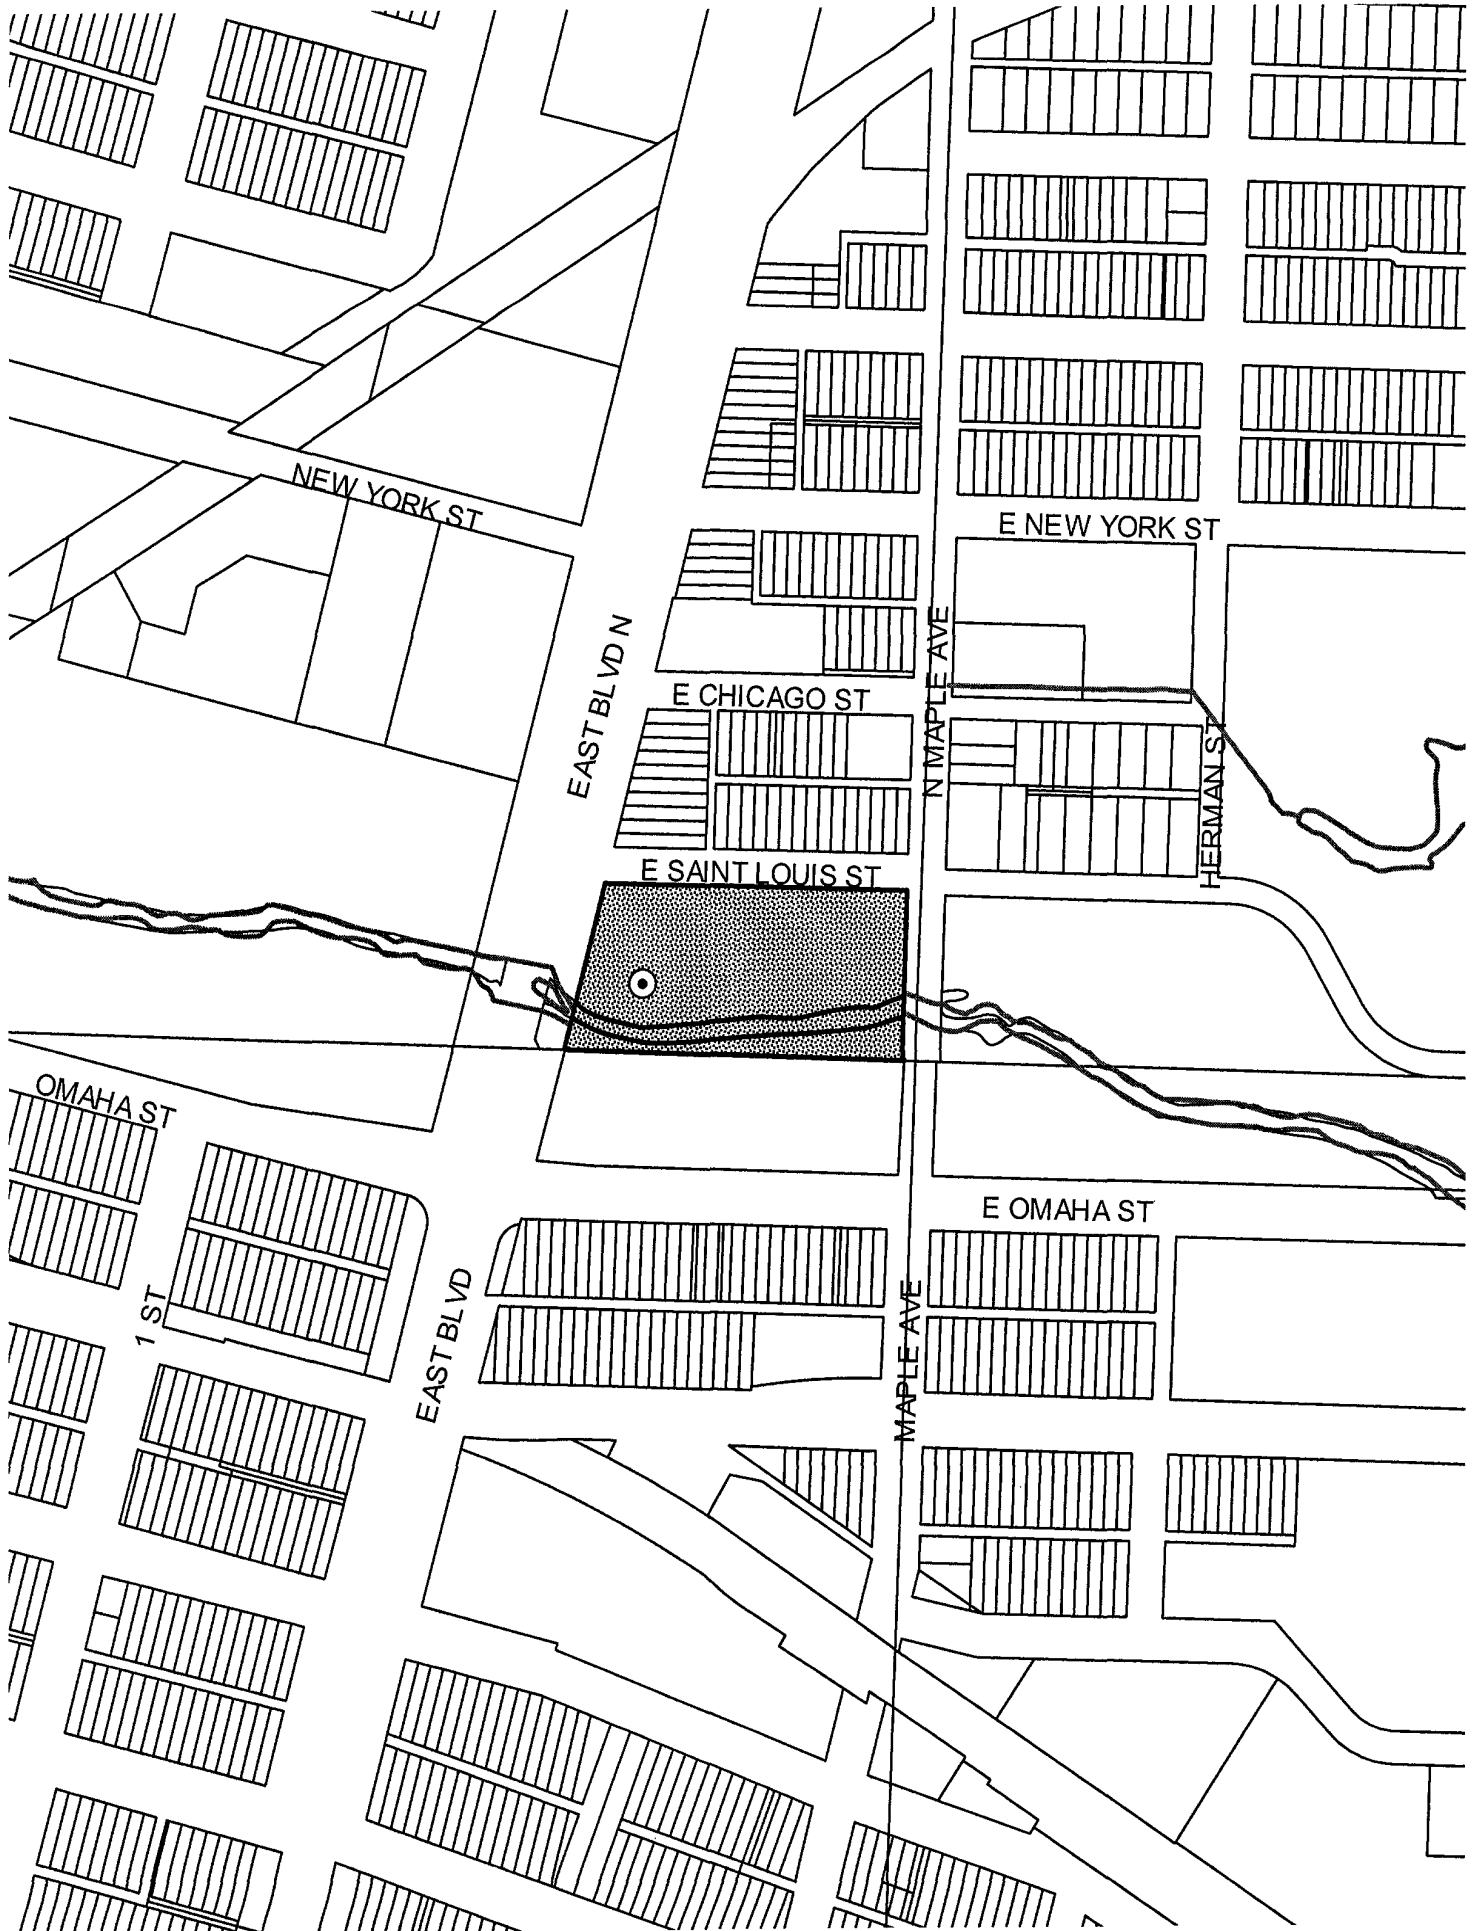 NEW YORK ST
E NEW YORK ST
EAST BLVD N
N MAPLE AVE
E CHICAGO ST
HERMAN ST
E SAINT LOUIS ST
OMAHA ST
E OMAHA ST
1 ST
EAST BLVD
MAPLE AVE